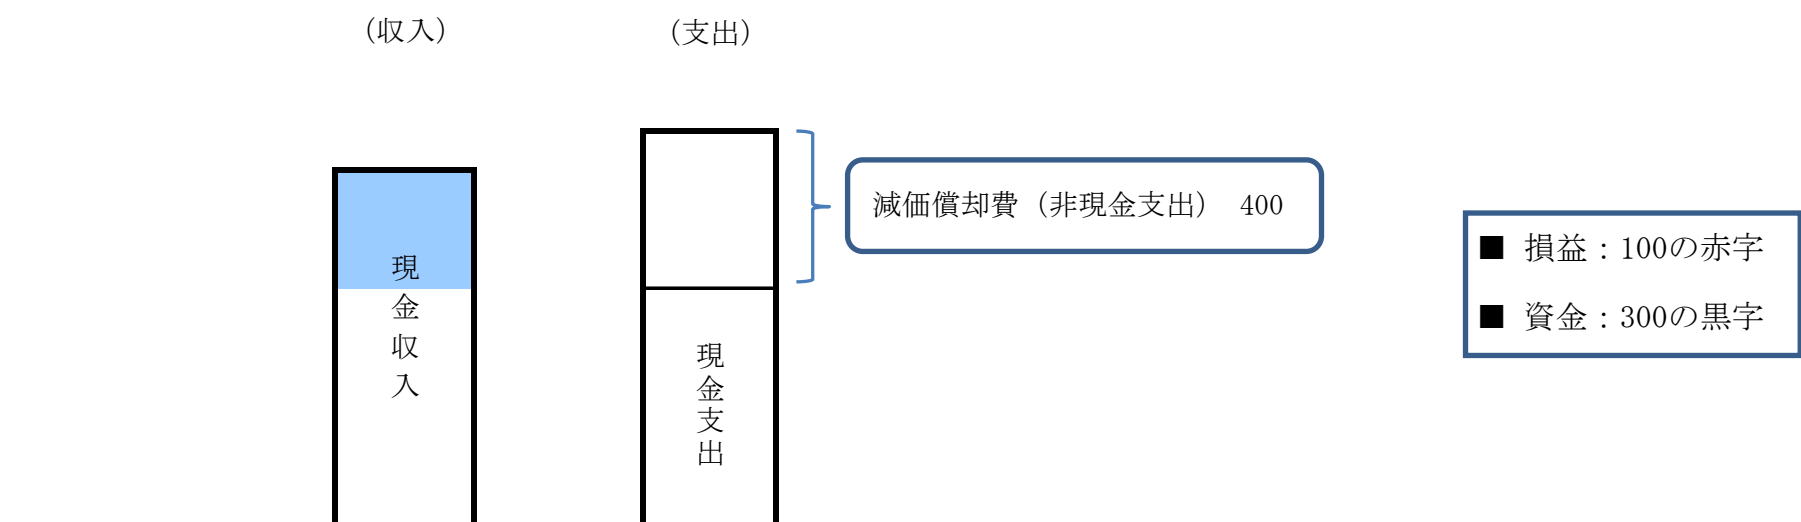 （収入）
（支出）
減価償却費（非現金支出） 400
■ 損益：100の赤字
■ 資金：300の黒字
現金収入
現金支出